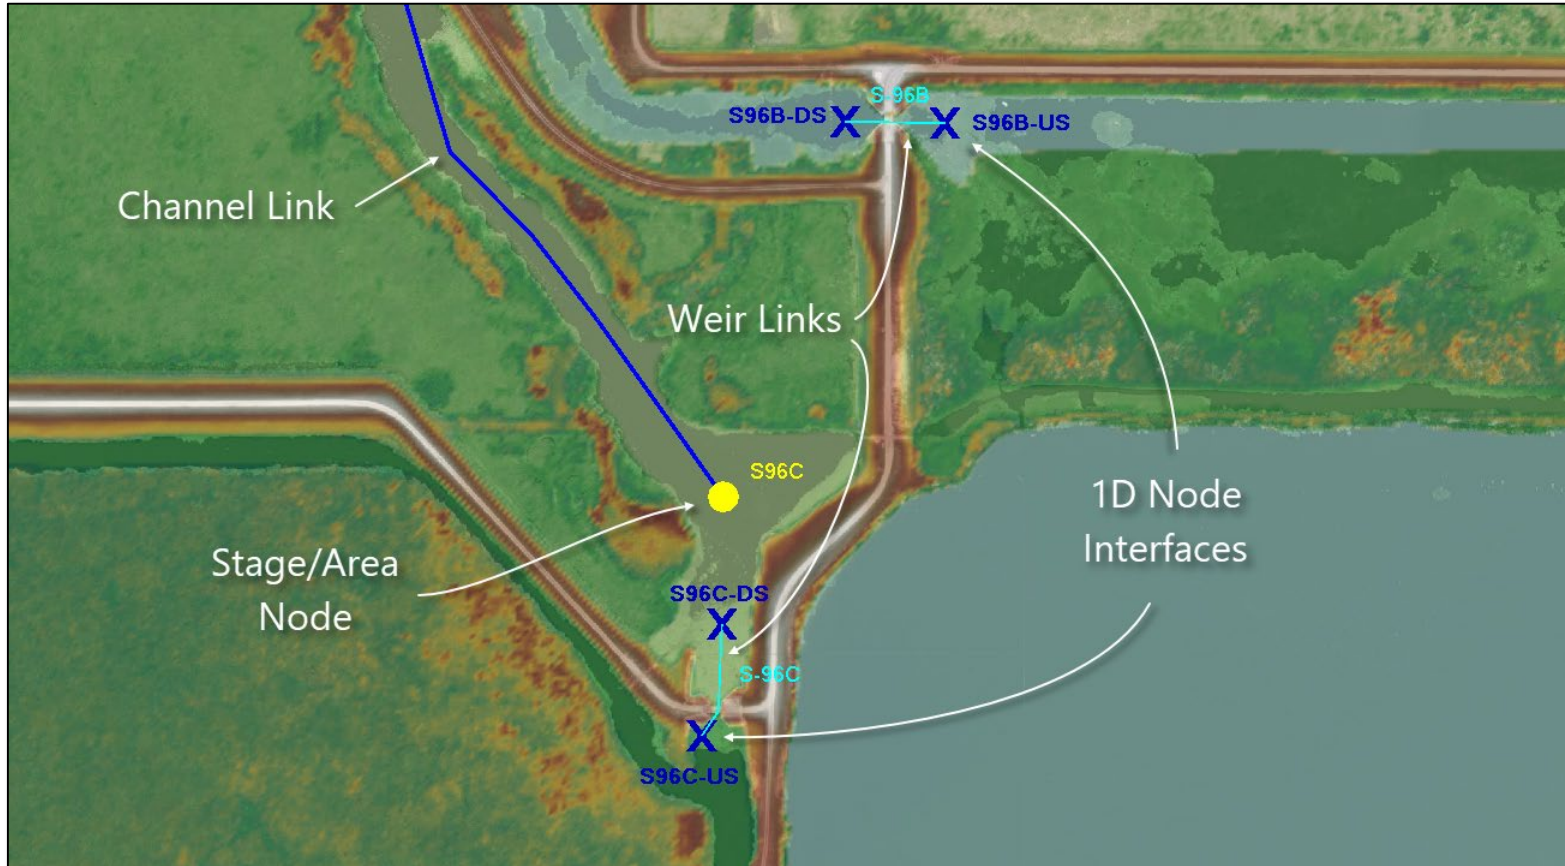 S-96B
S96B-DS
S96B-US
Channel Link
Weir Links
S96C
1D Node
Interfaces
Stage/Area
Node
S96C-DS
S-96C
S96C-US